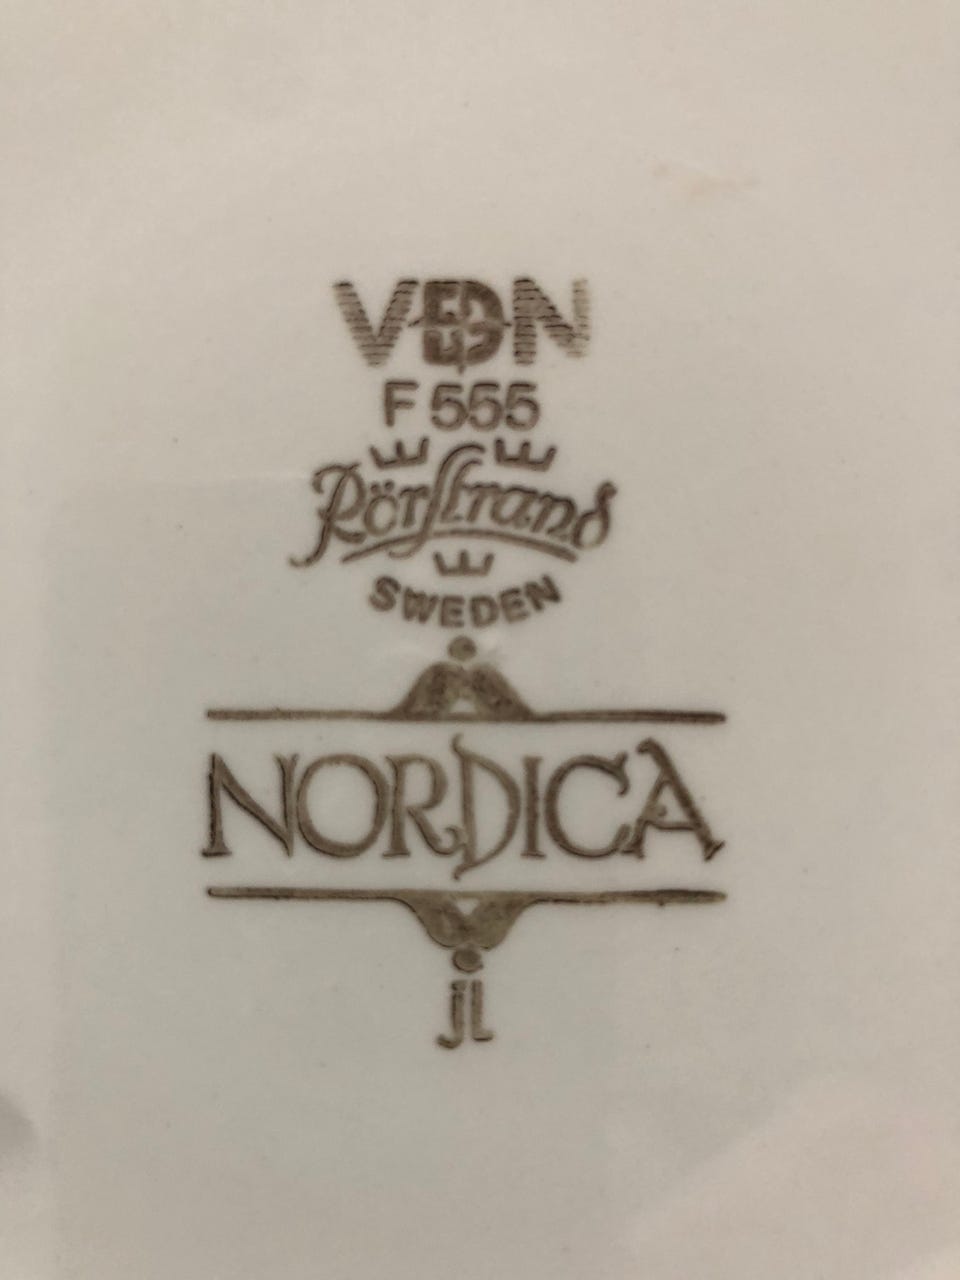 VDN
F 555
Rörstrand
SWEDEN
NORDICA
jl